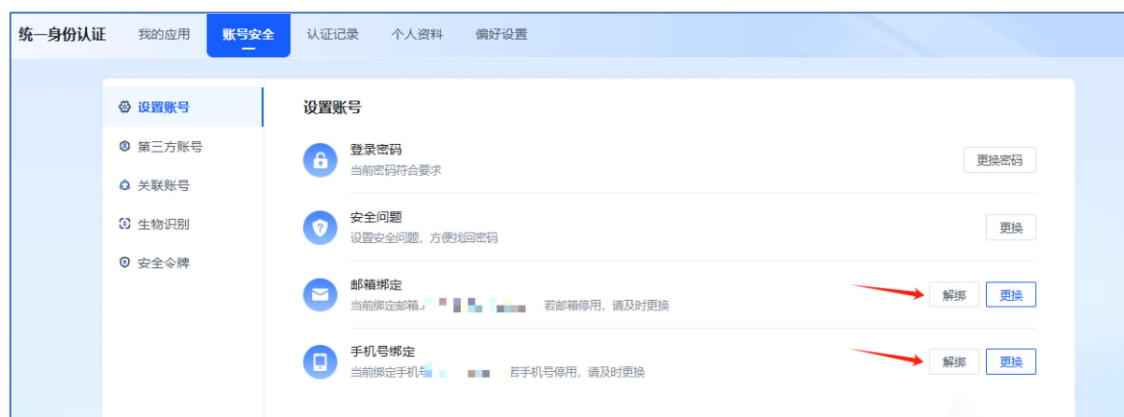 统一身份认证 我的应用 账号安全 认证记录 个人资料 偏好设置
设置账号
第三方账号
关联账号
生物识别
安全令牌
设置账号
登录密码
当前密码符合要求
更换密码
安全问题
设置安全问题，方便找回密码
更换
邮箱绑定
当前绑定邮箱 若邮箱停用，请及时更换
解绑 更换
手机号绑定
当前绑定手机号 若手机号停用，请及时更换
解绑 更换